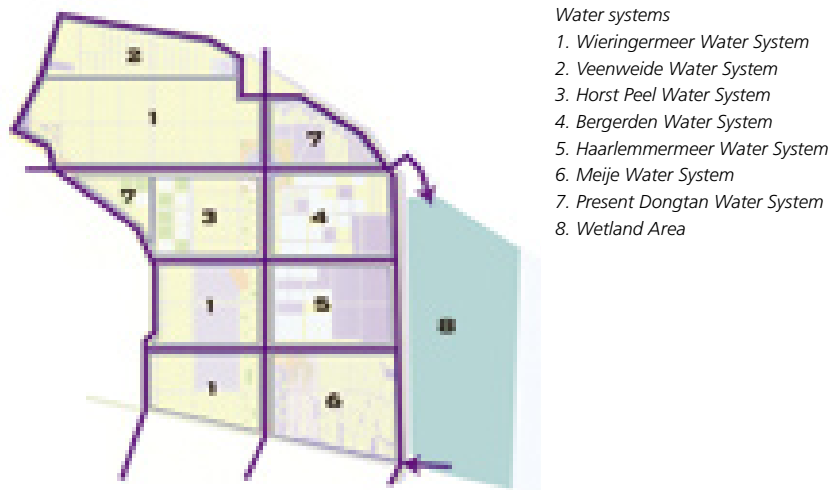 Water systems
1. Wieringermeer Water System
2. Veenweide Water System
3. Horst Peel Water System
4. Bergerden Water System
5. Haarlemmermeer Water System
6. Meije Water System
7. Present Dongtan Water System
8. Wetland Area
2
1
7
7
3
4
1
5
8
1
6